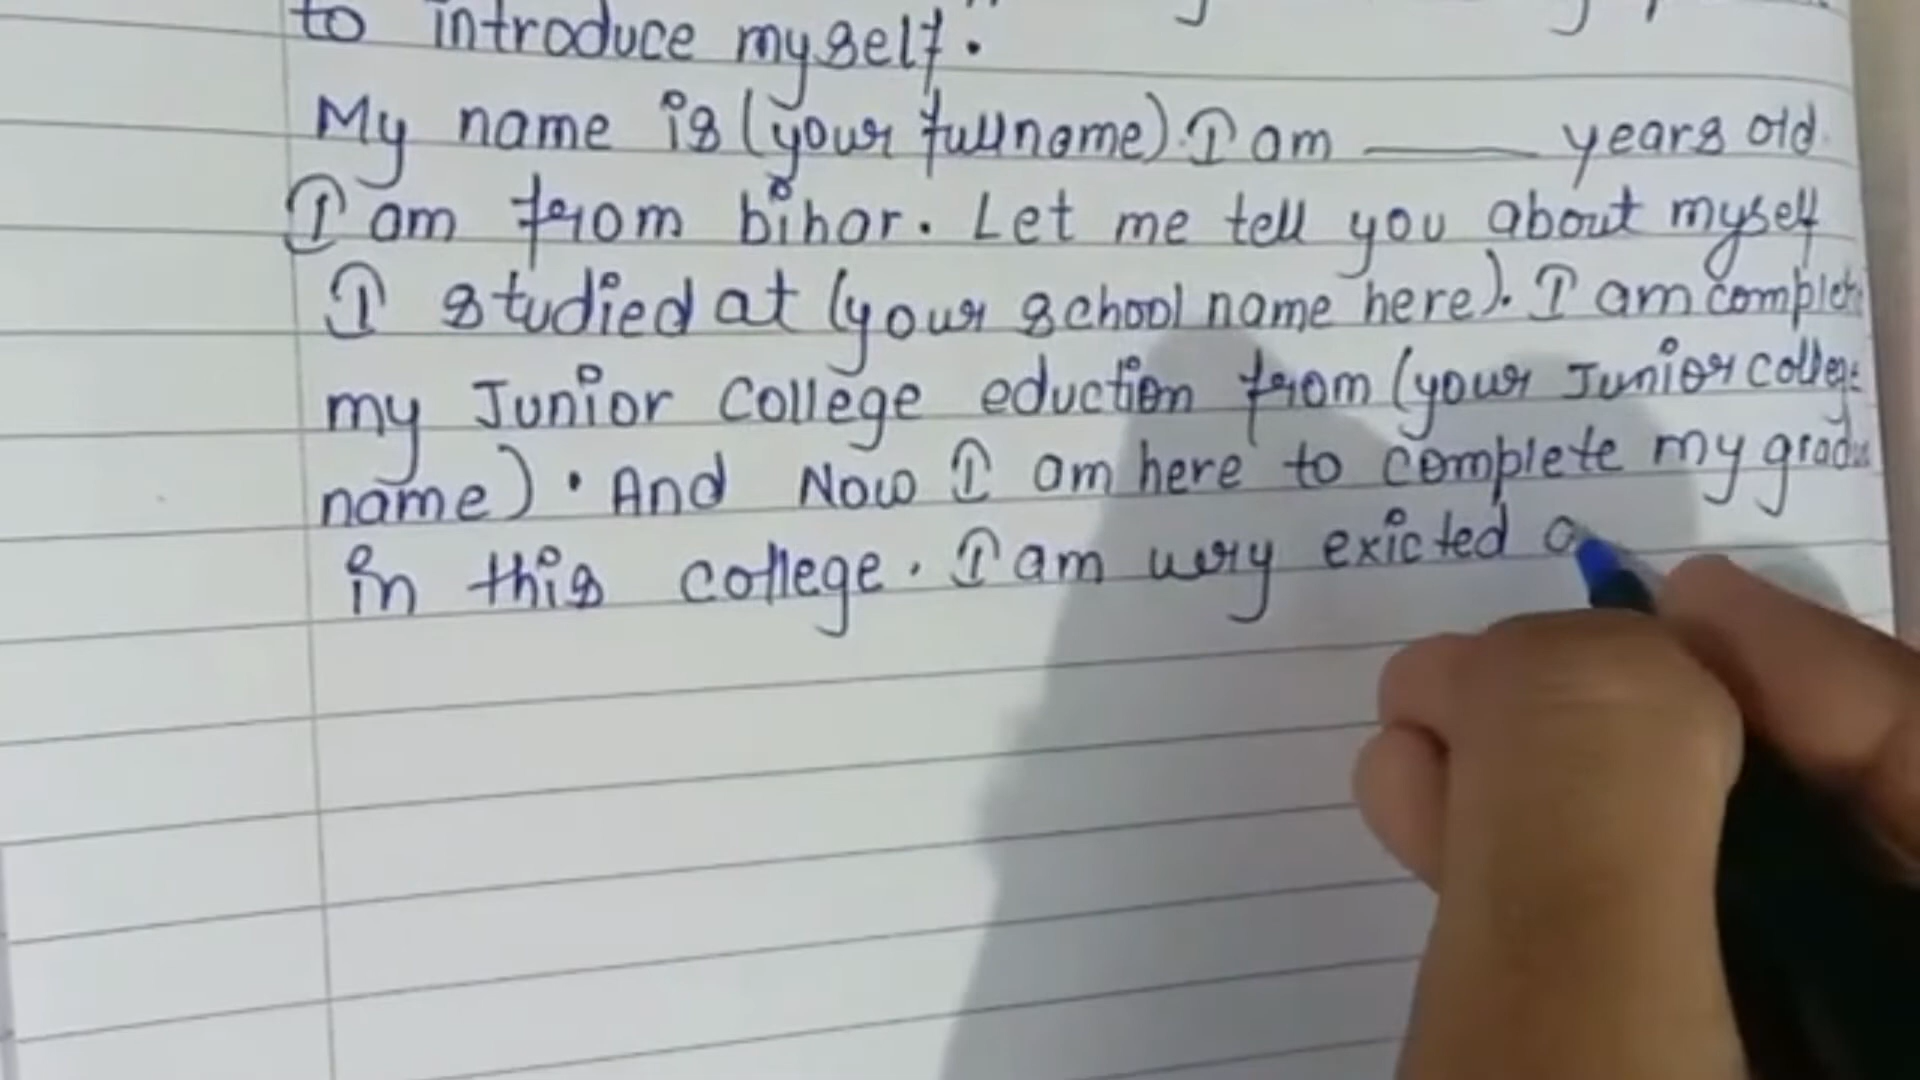 to introduce myself."
My name is (your fullname). I am ___ years old.
I am from bihar. Let me tell you about myself
I studied at (your school name here). I am complet
my Junior College eduction from (your Junior college
name). And Now I am here to complete my gradu
in this college. I am very exicted a